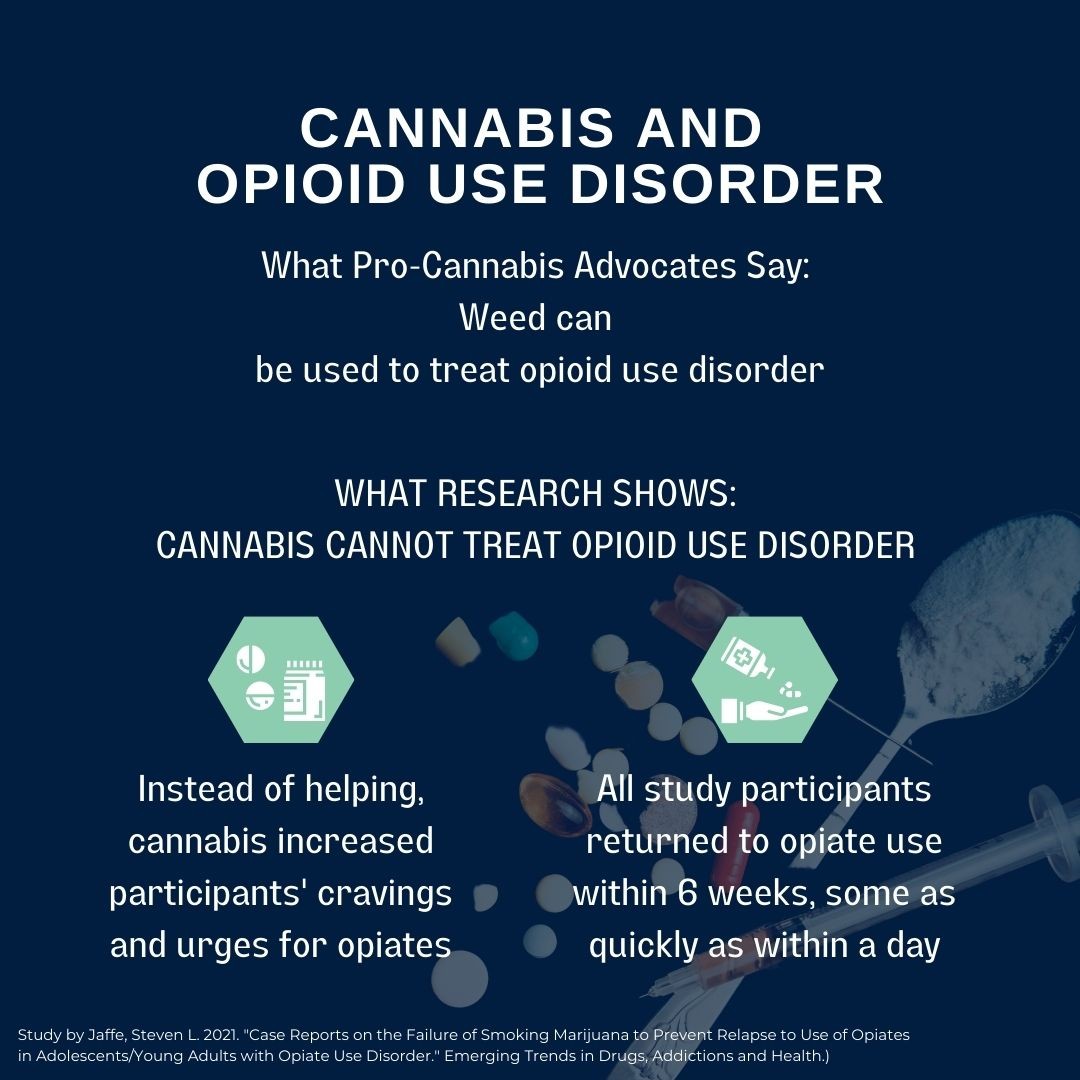 CANNABIS AND
OPIOID USE DISORDER
What Pro-Cannabis Advocates Say:
Weed can
be used to treat opioid use disorder
WHAT RESEARCH SHOWS:
CANNABIS CANNOT TREAT OPIOID USE DISORDER
Instead of helping,
cannabis increased
participants' cravings
and urges for opiates
All study participants
returned to opiate use
within 6 weeks, some as
quickly as within a day
Study by Jaffe, Steven L. 2021. "Case Reports on the Failure of Smoking Marijuana to Prevent Relapse to Use of Opiates
in Adolescents/Young Adults with Opiate Use Disorder." Emerging Trends in Drugs, Addictions and Health.)